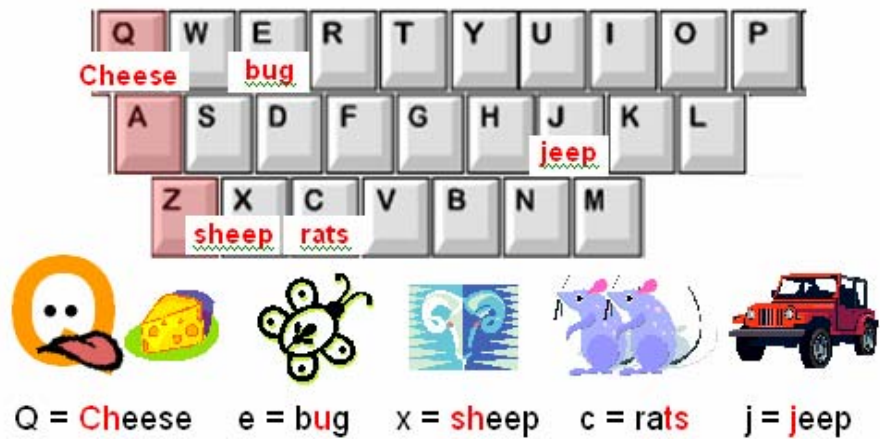 Q W E R T Y U I O P
Cheese bug
A S D F G H J K L
jeep
Z X C V B N M
sheep rats
Q = Cheese e = bug x = sheep c = rats j = jeep